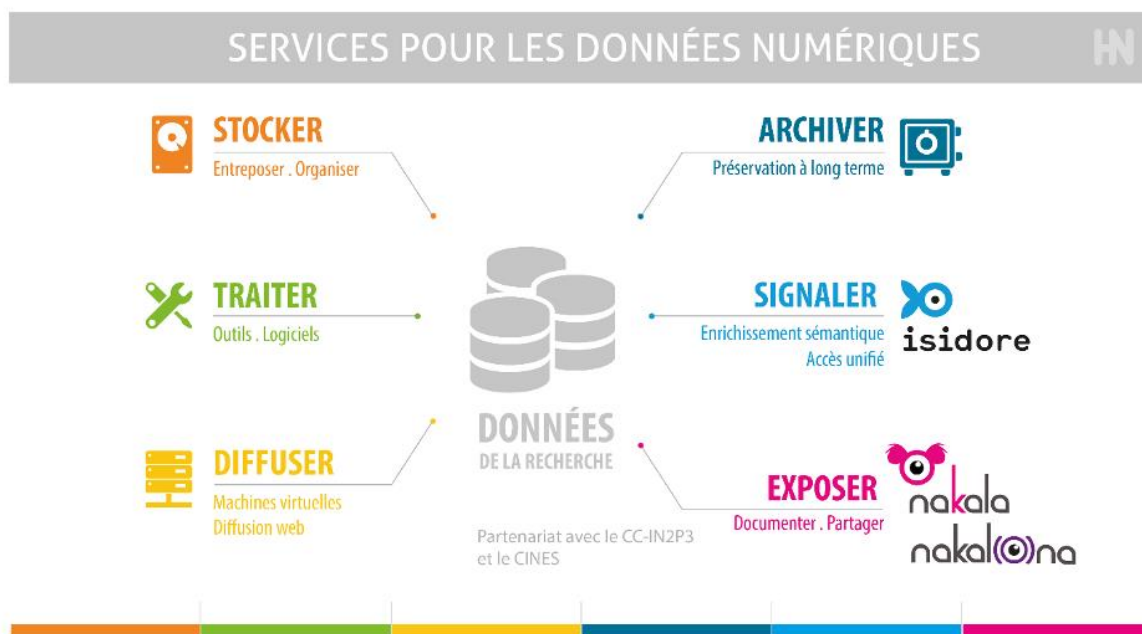 SERVICES POUR LES DONNÉES NUMÉRIQUES
HN
STOCKER
Entreposer . Organiser
ARCHIVER
Préservation à long terme
TRAITER
Outils . Logiciels
SIGNALER
Enrichissement sémantique
Accès unifié
isidore
DONNÉES
DE LA RECHERCHE
DIFFUSER
Machines virtuelles
Diffusion web
EXPOSER
Documenter . Partager
nakala
nakal(o)na
Partenariat avec le CC-IN2P3
et le CINES